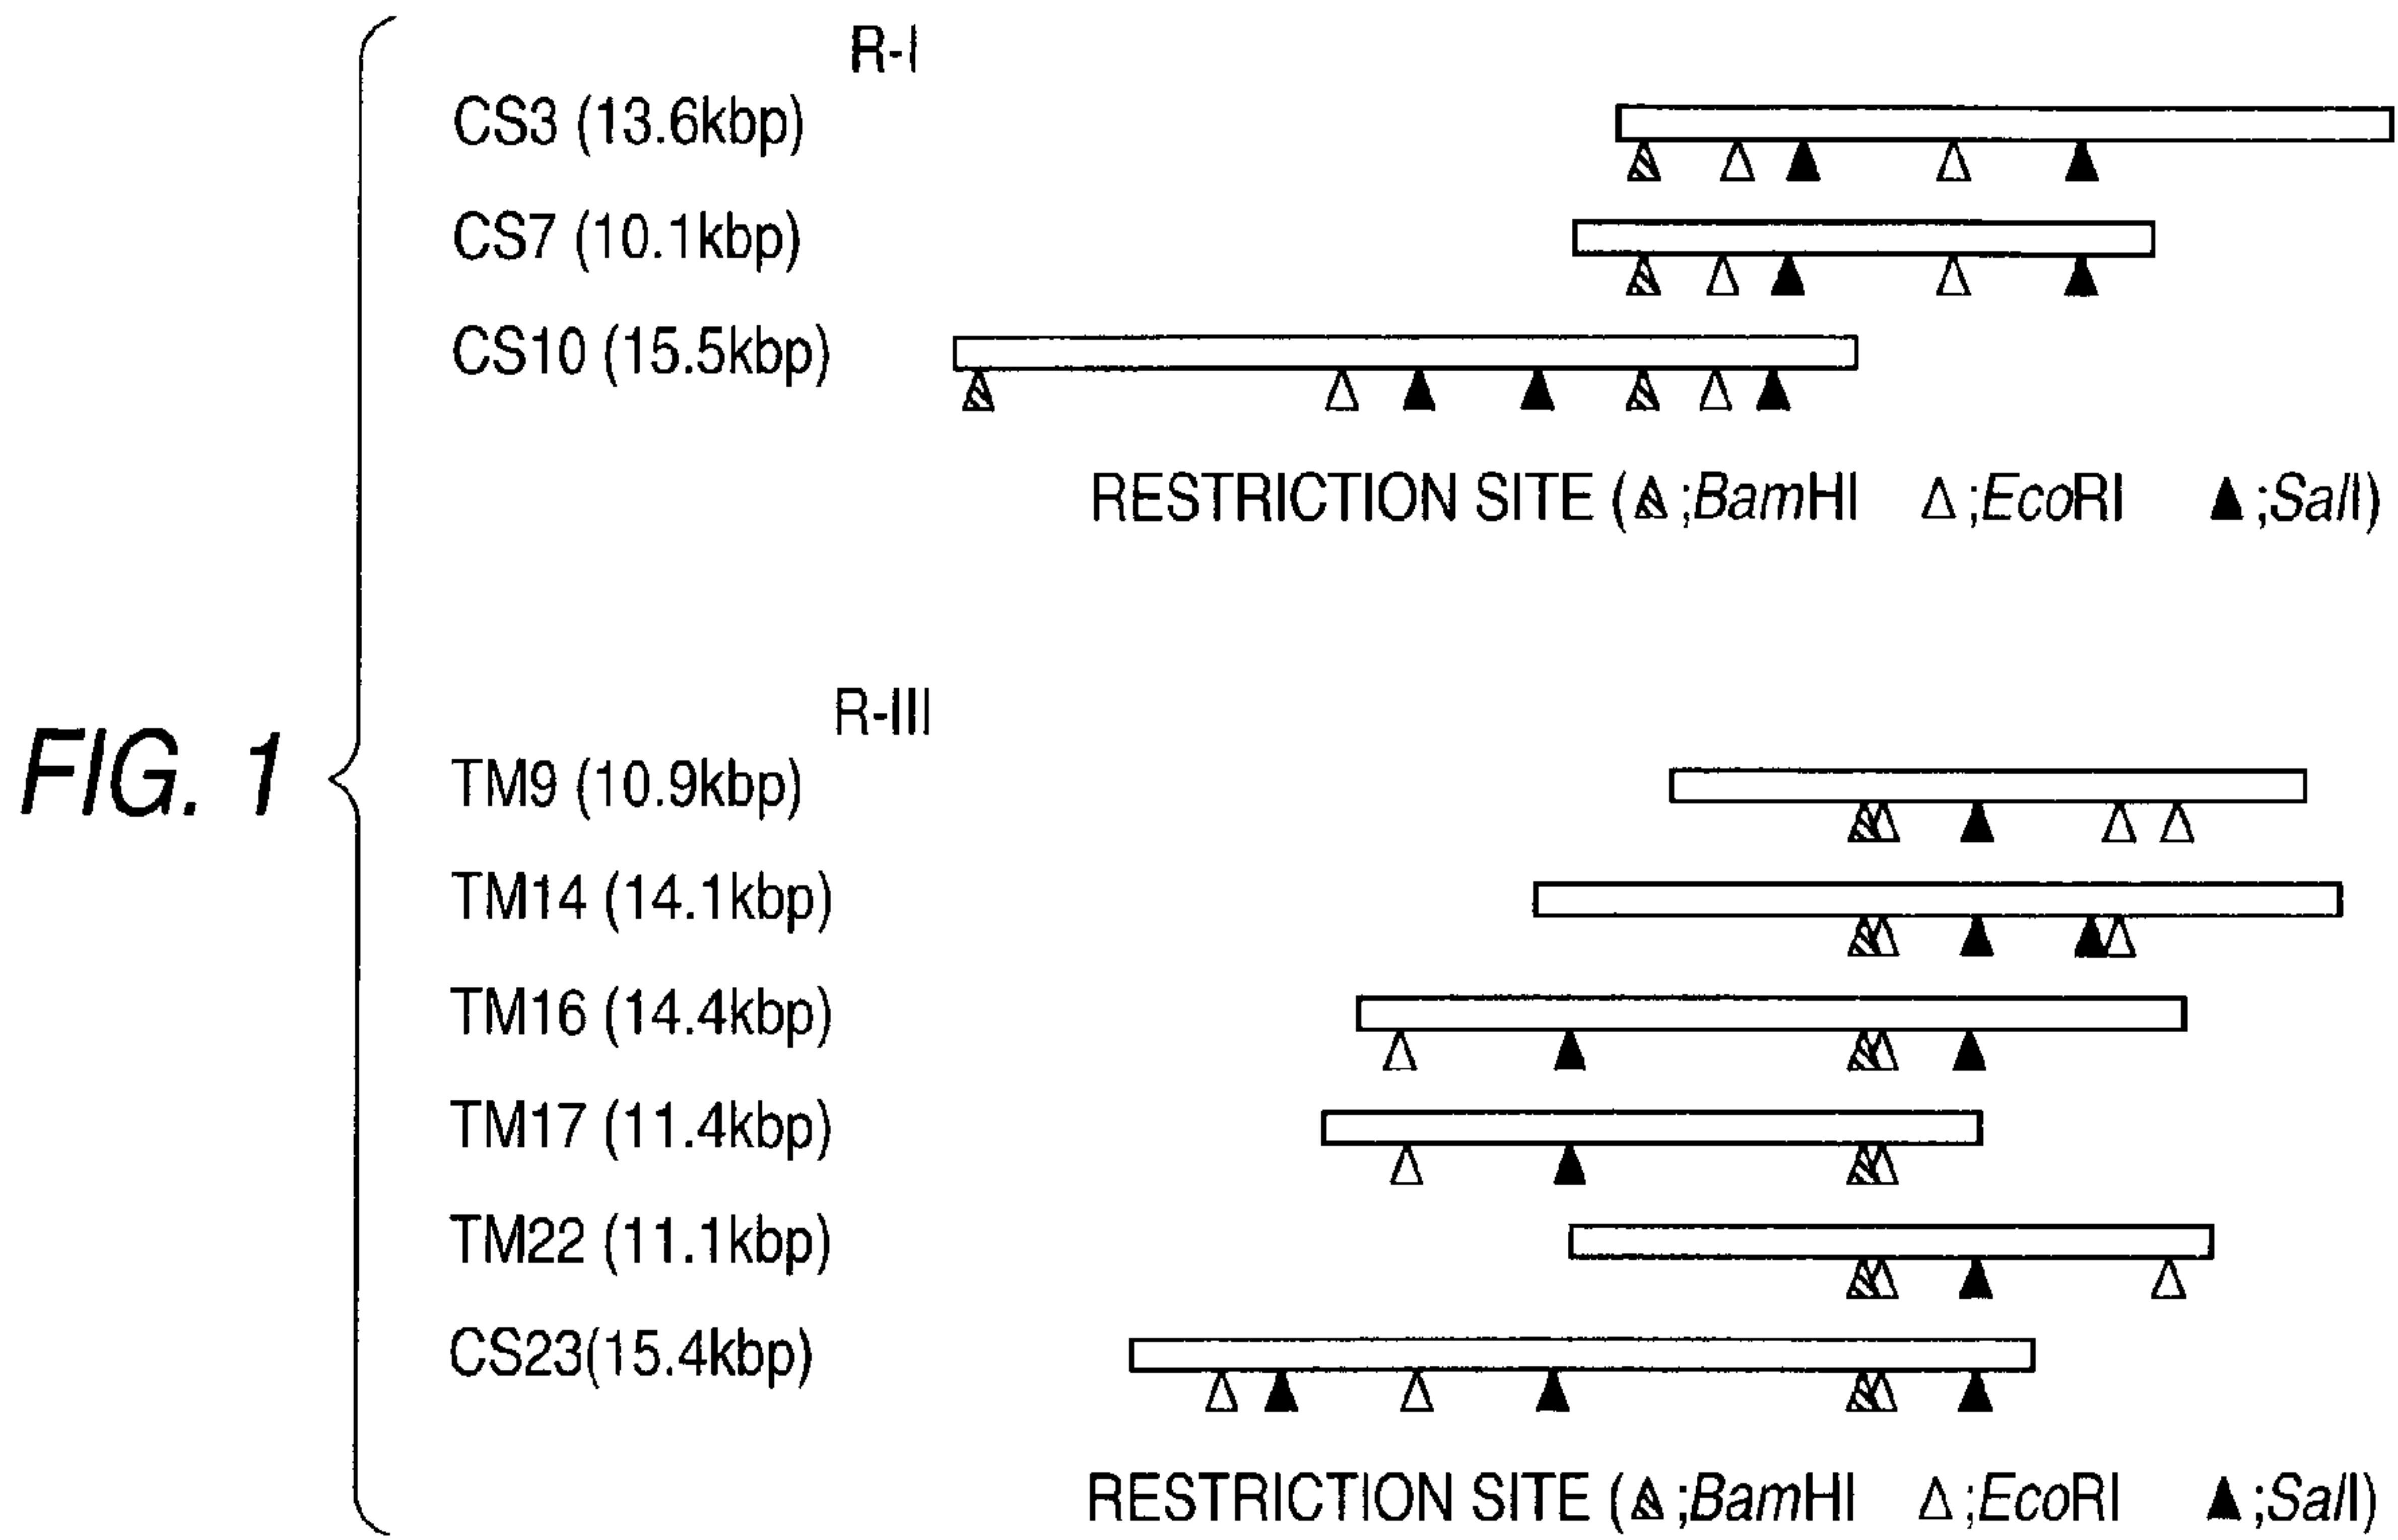 R-I
CS3 (13.6kbp)
CS7 (10.1kbp)
CS10 (15.5kbp)
RESTRICTION SITE (;BamHI ;EcoRI ;SalI)
FIG. 1
R-III
TM9 (10.9kbp)
TM14 (14.1kbp)
TM16 (14.4kbp)
TM17 (11.4kbp)
TM22 (11.1kbp)
CS23(15.4kbp)
RESTRICTION SITE (;BamHI ;EcoRI ;SalI)